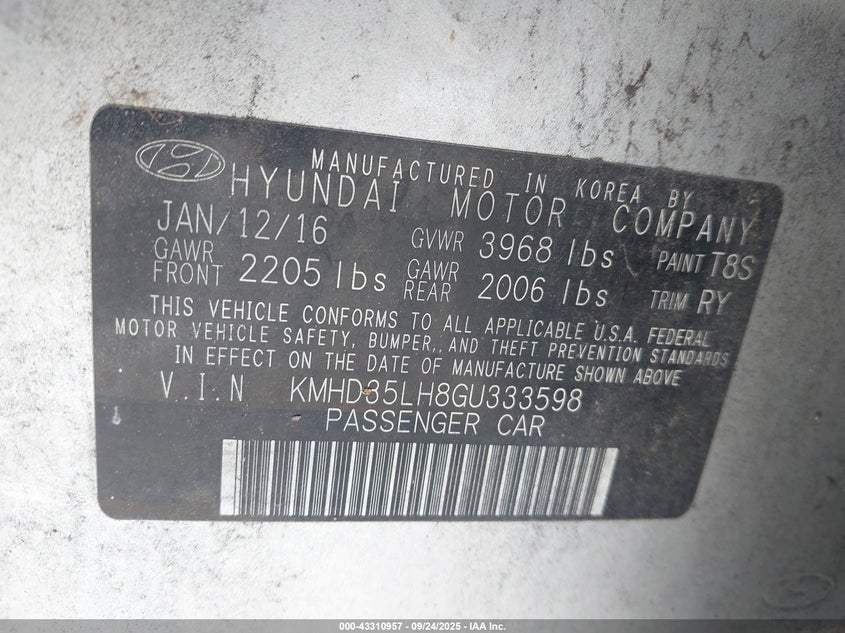 MANUFACTURED IN KOREA BY
HYUNDAI MOTOR COMPANY
JAN/12/16 GVWR 3968 lbs PAINT T8S
GAWR FRONT 2205 lbs GAWR REAR 2006 lbs TRIM RY
THIS VEHICLE CONFORMS TO ALL APPLICABLE U.S.A. FEDERAL
MOTOR VEHICLE SAFETY, BUMPER, AND THEFT PREVENTION STANDARDS
IN EFFECT ON THE DATE OF MANUFACTURE SHOWN ABOVE
V.I.N KMHD35LH8GU333598
PASSENGER CAR
000-43310957 - 09/24/2025 - IAA Inc.